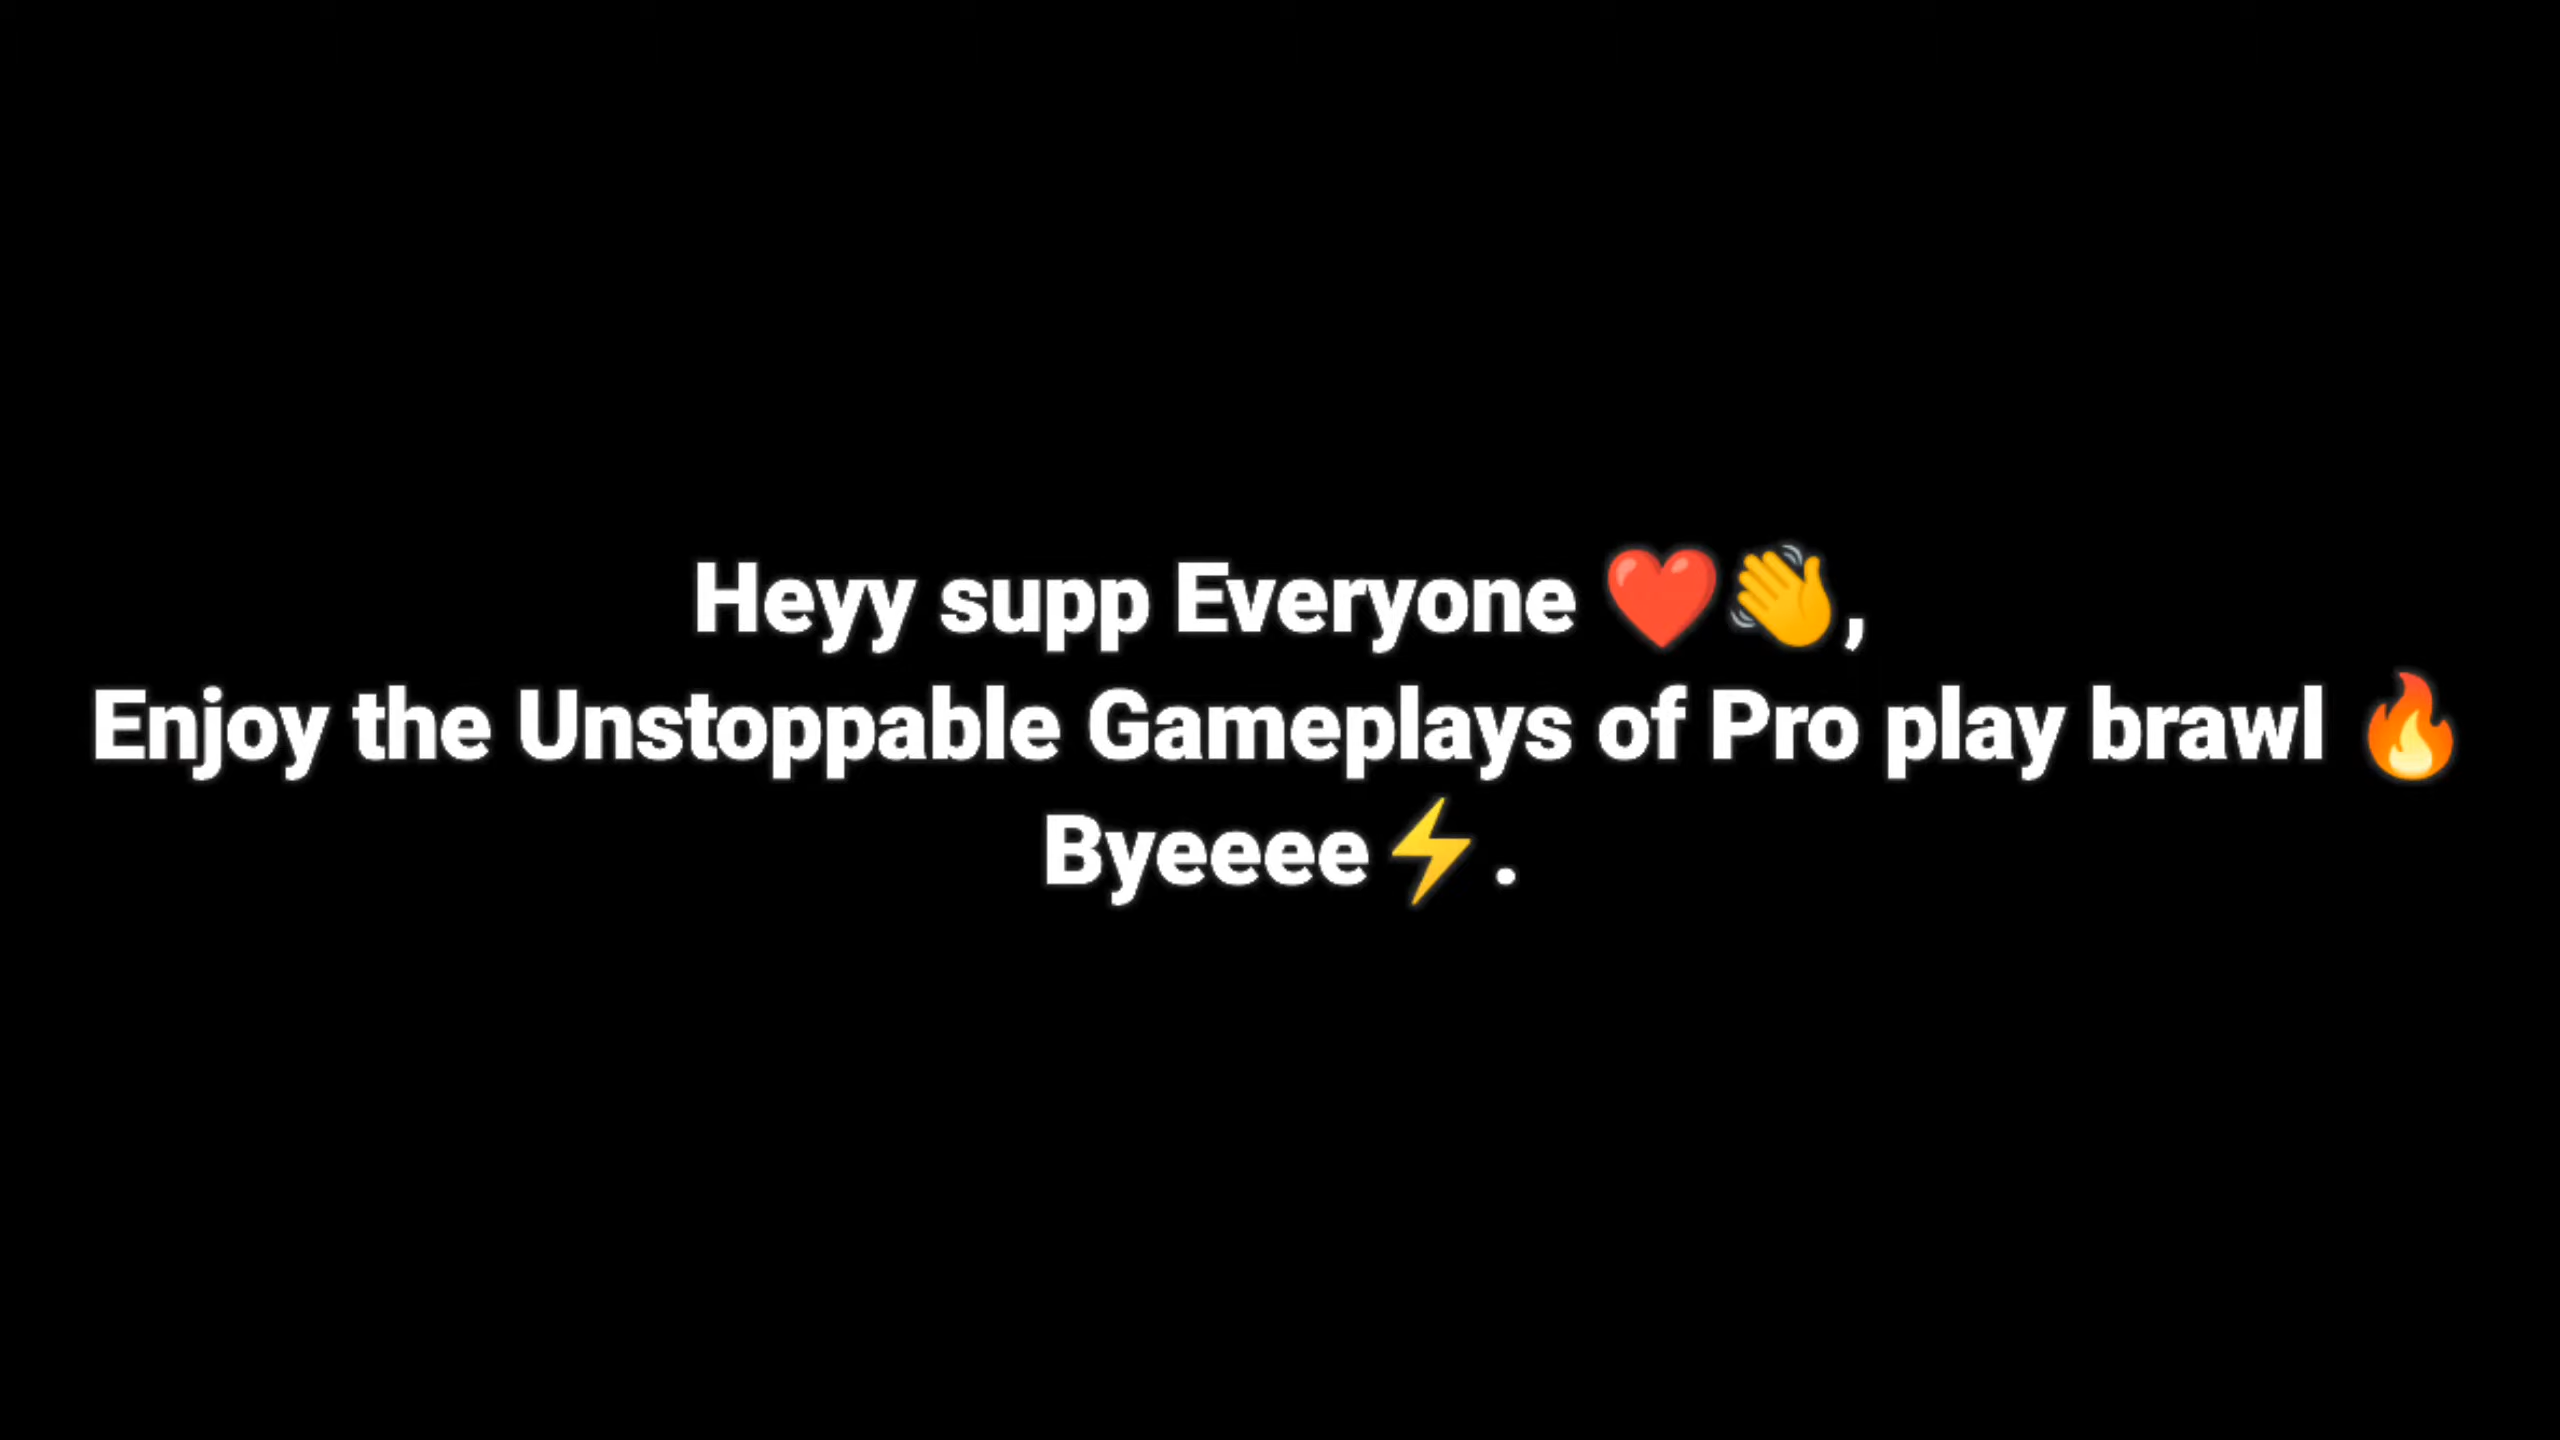 Heyy supp Everyone ❤️👋,
Enjoy the Unstoppable Gameplays of Pro play brawl 🔥
Byeeee⚡.